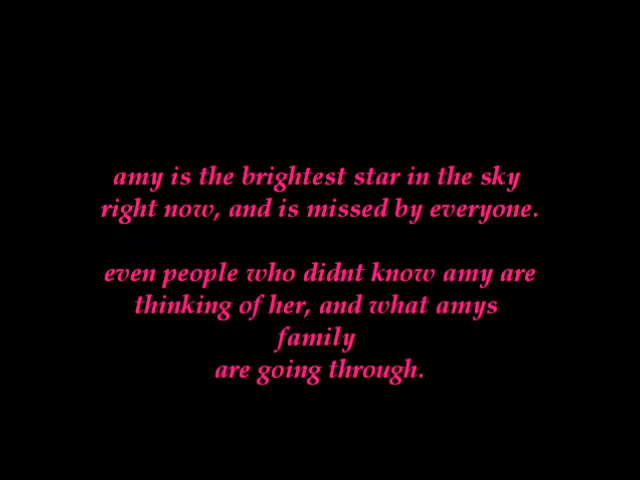 amy is the brightest star in the sky
right now, and is missed by everyone.
even people who didnt know amy are
thinking of her, and what amys
family
are going through.